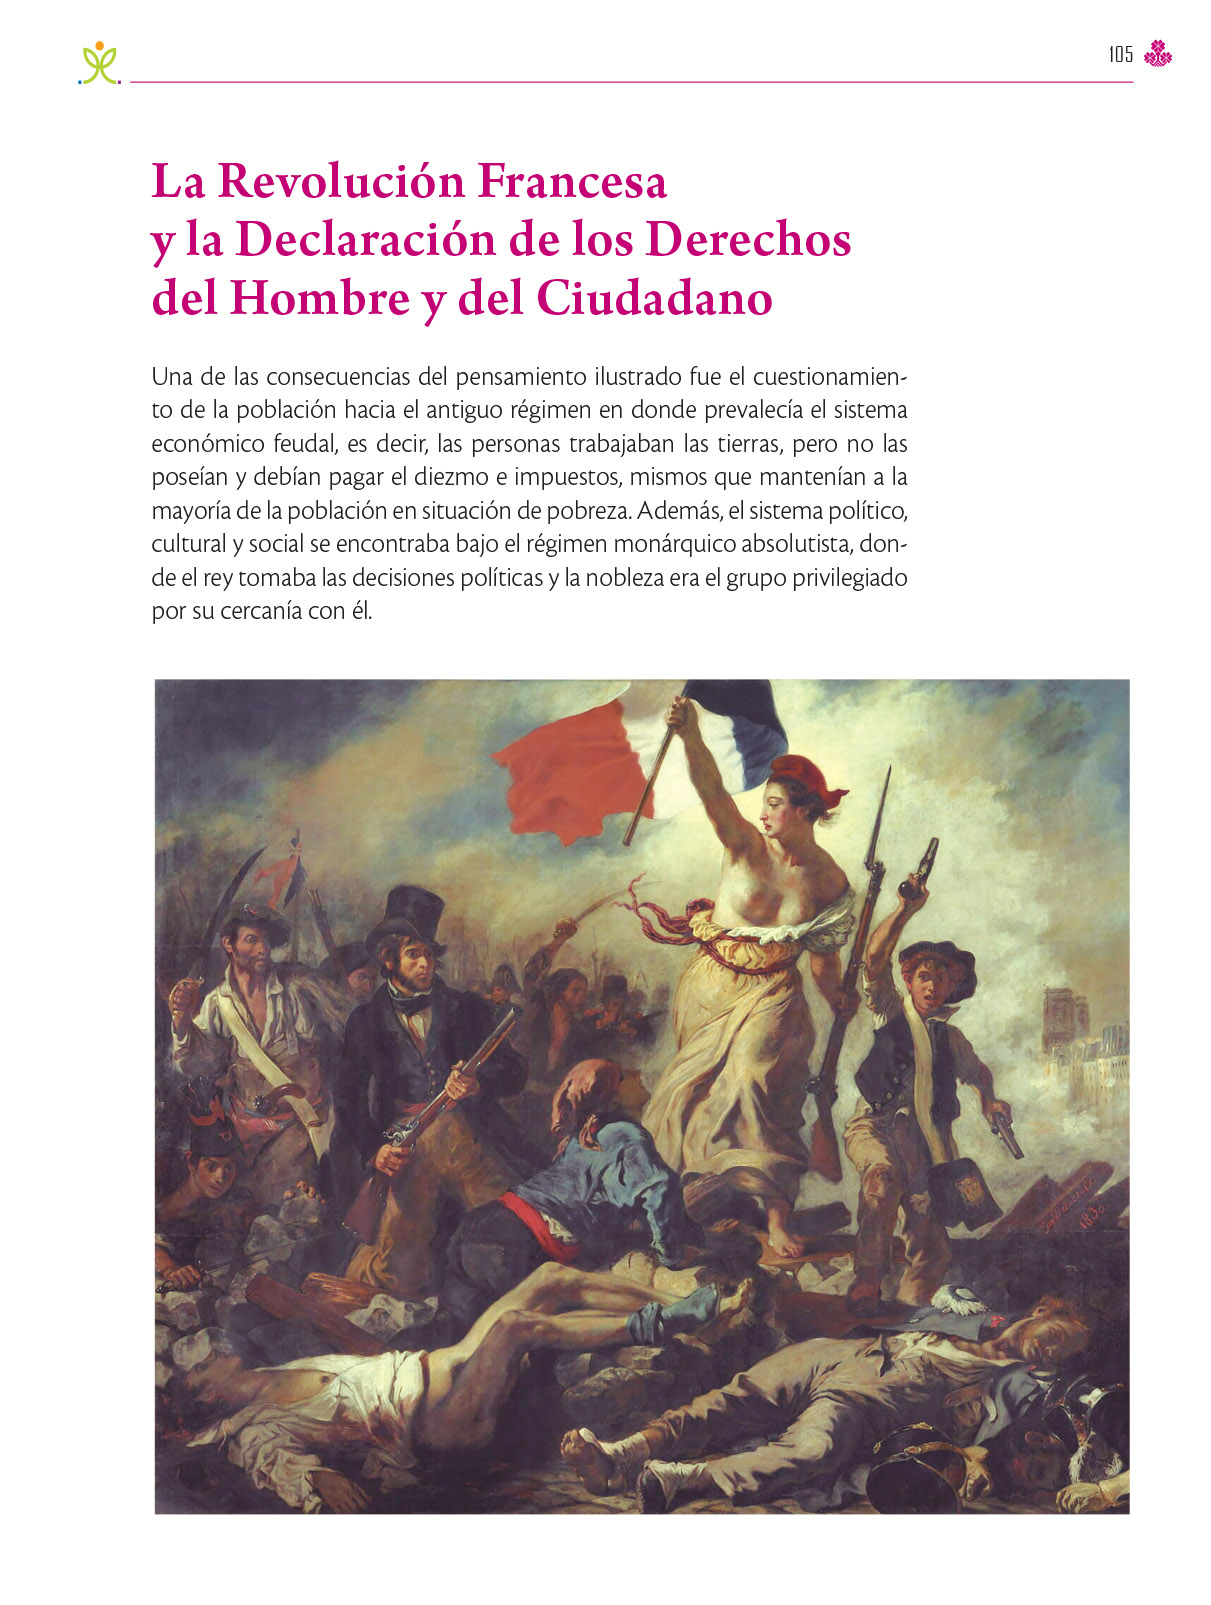 105
La Revolución Francesa
y la Declaración de los Derechos
del Hombre y del Ciudadano
Una de las consecuencias del pensamiento ilustrado fue el cuestionamien-
to de la población hacia el antiguo régimen en donde prevalecía el sistema
económico feudal, es decir, las personas trabajaban las tierras, pero no las
poseían y debían pagar el diezmo e impuestos, mismos que mantenían a la
mayoría de la población en situación de pobreza. Además, el sistema político,
cultural y social se encontraba bajo el régimen monárquico absolutista, don-
de el rey tomaba las decisiones políticas y la nobleza era el grupo privilegiado
por su cercanía con él.
1830